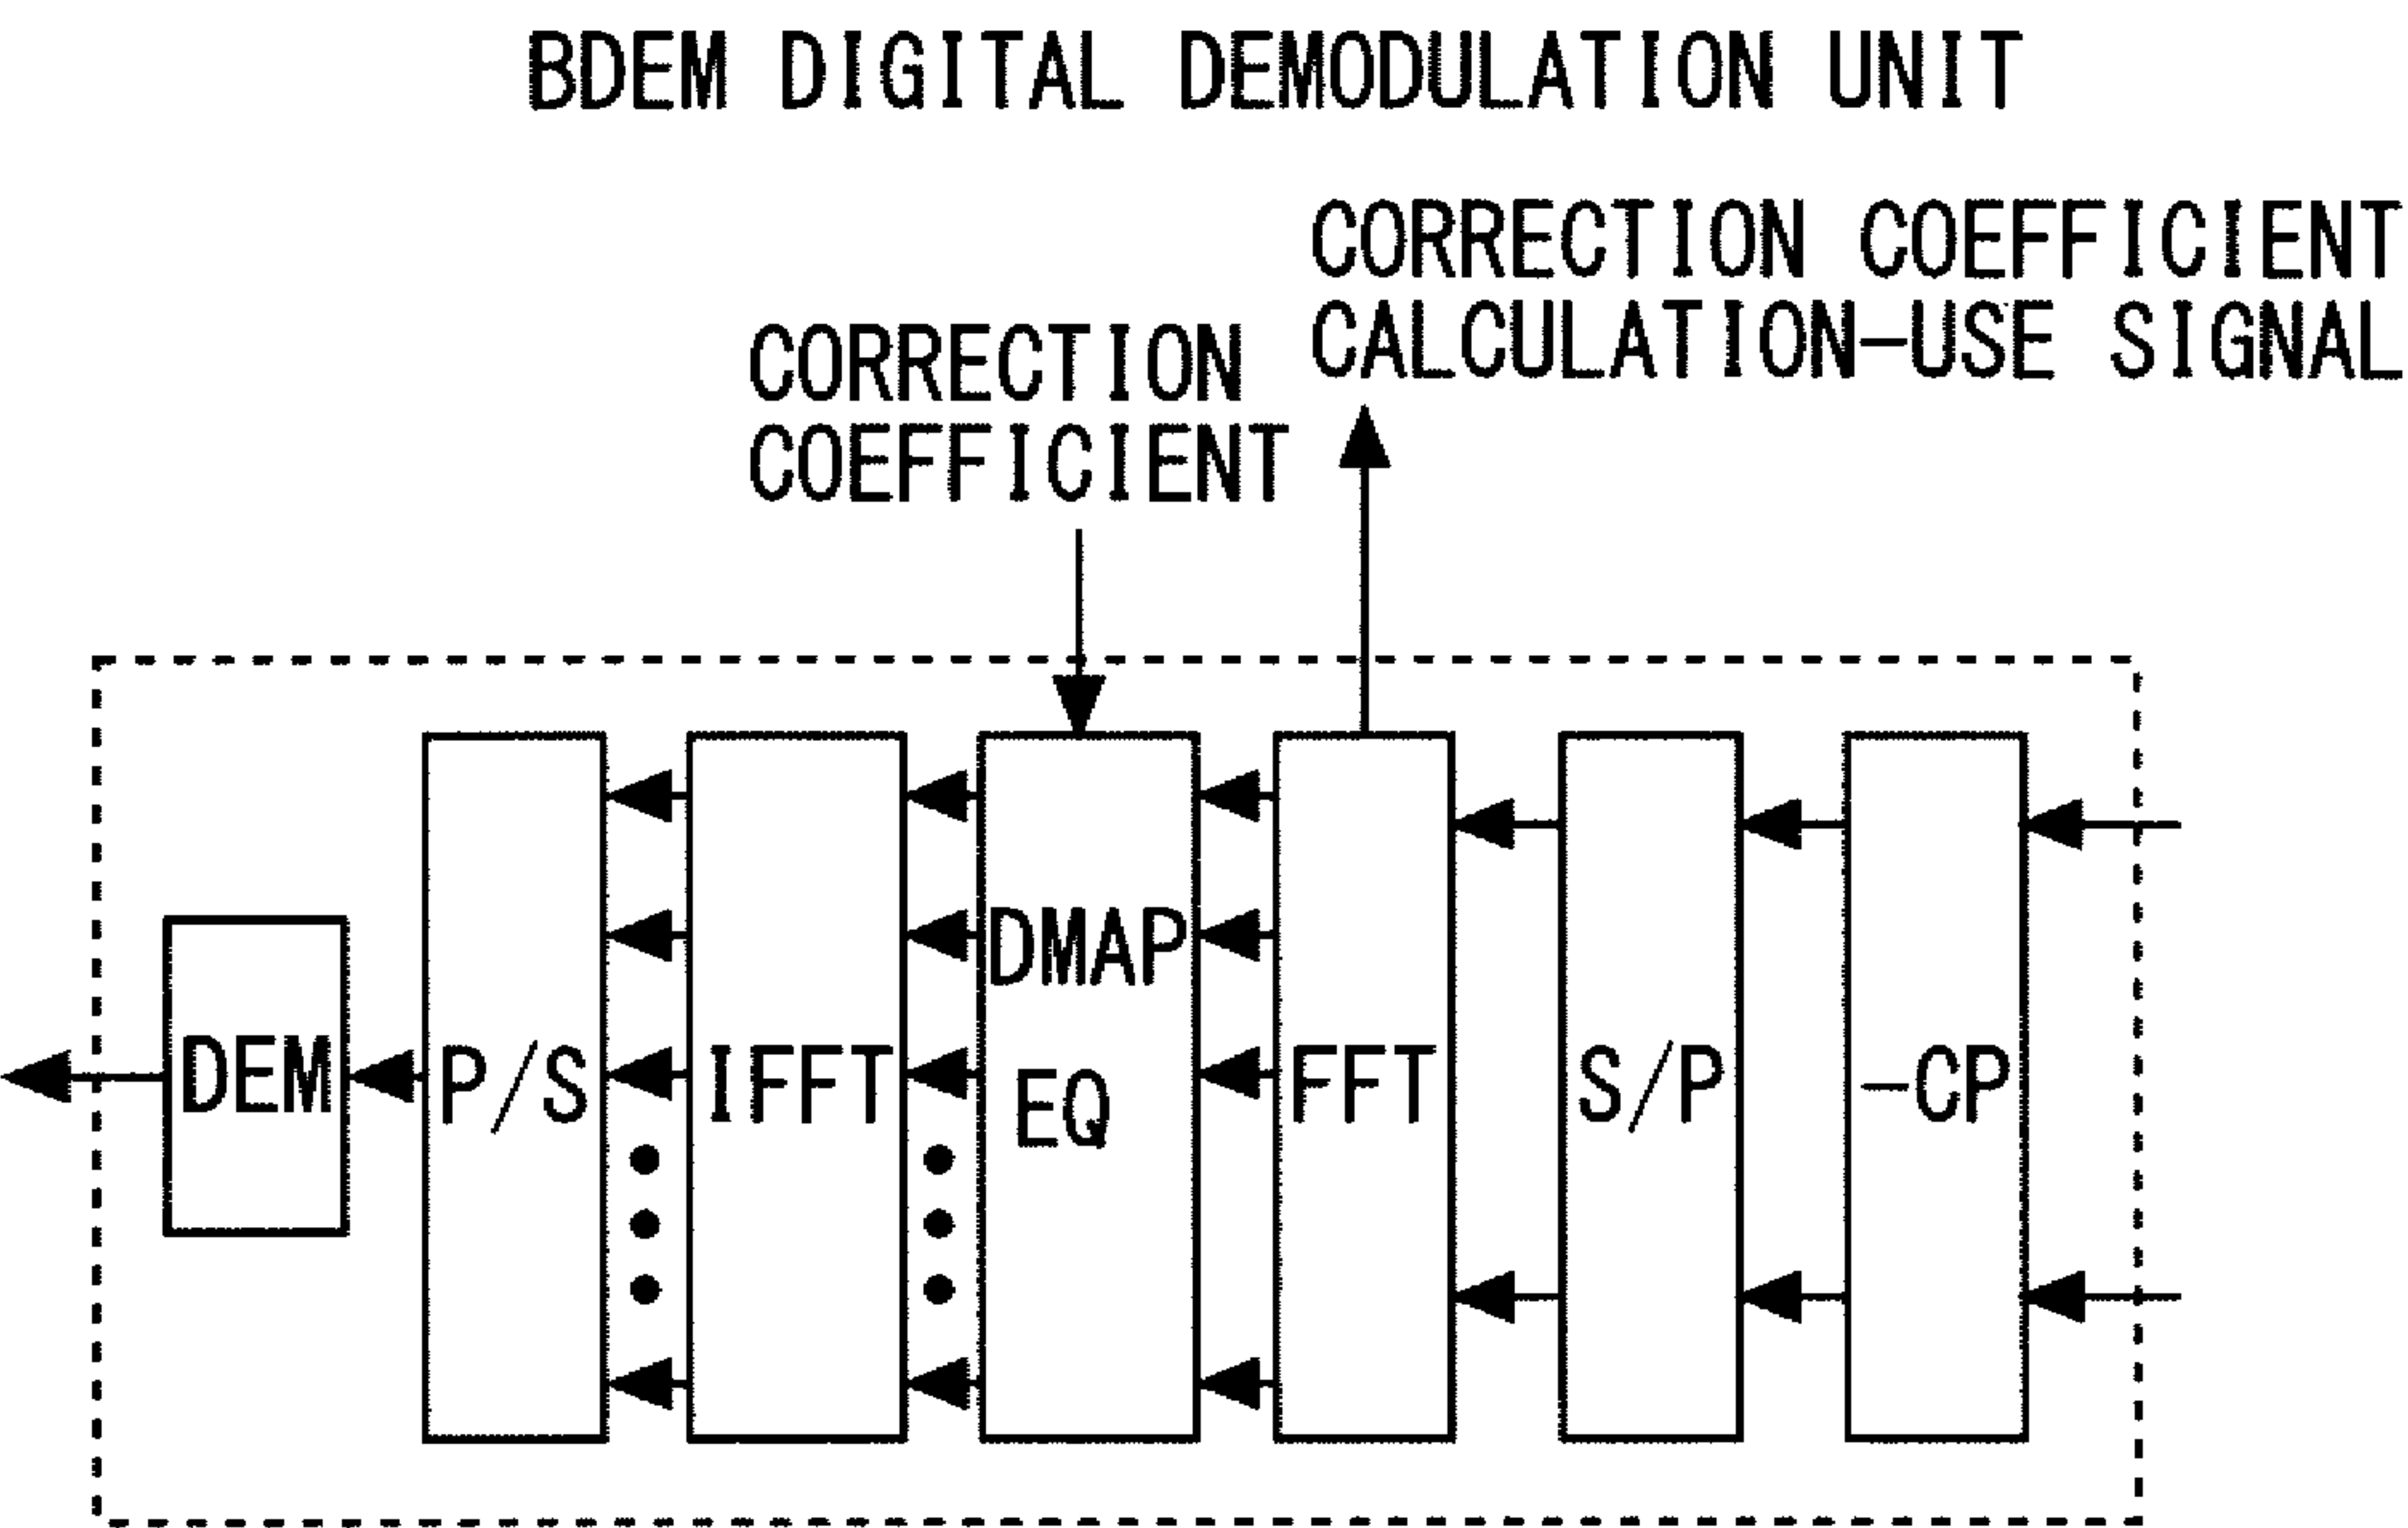 BDEM DIGITAL DEMODULATION UNIT
CORRECTION COEFFICIENT
CALCULATION-USE SIGNAL
CORRECTION
COEFFICIENT
DEM
P/S
IFFT
DMAP
EQ
FFT
S/P
-CP